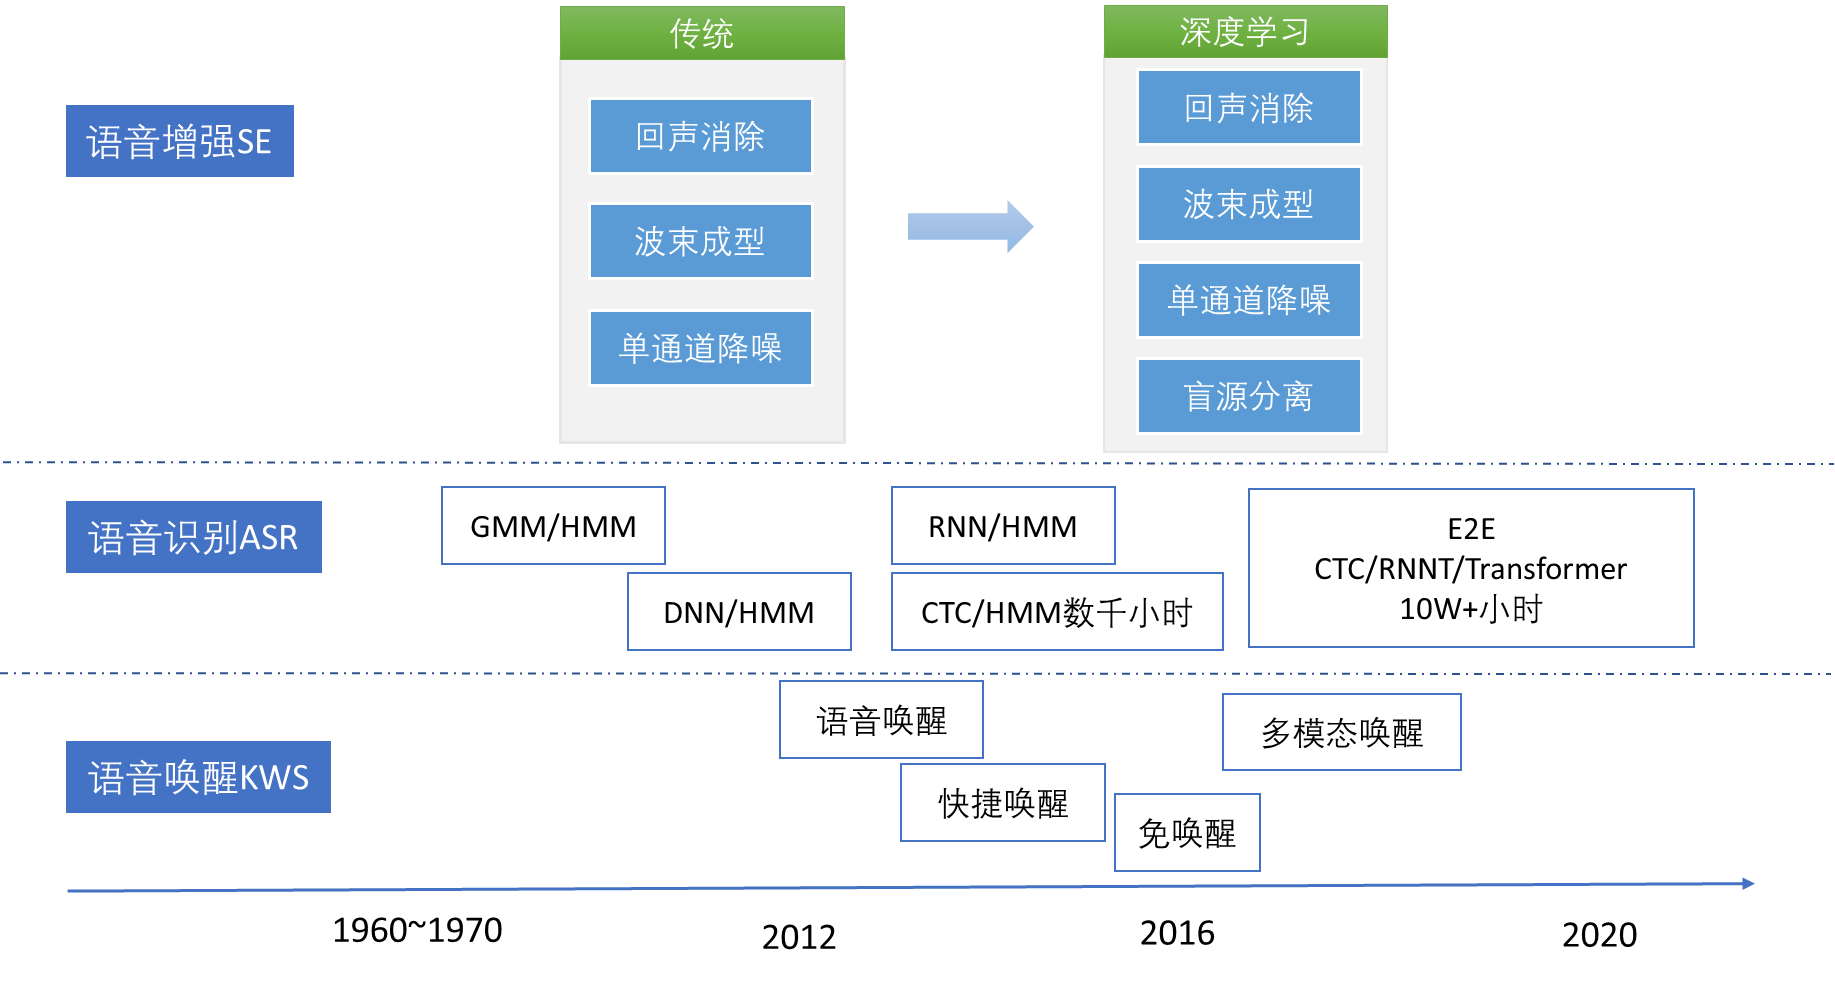 传统
深度学习
语音增强SE
回声消除
波束成型
单通道降噪
回声消除
波束成型
单通道降噪
盲源分离
语音识别ASR
GMM/HMM
DNN/HMM
RNN/HMM
CTC/HMM数千小时
E2E
CTC/RNNT/Transformer
10W+小时
语音唤醒KWS
语音唤醒
快捷唤醒
免唤醒
多模态唤醒
1960~1970
2012
2016
2020